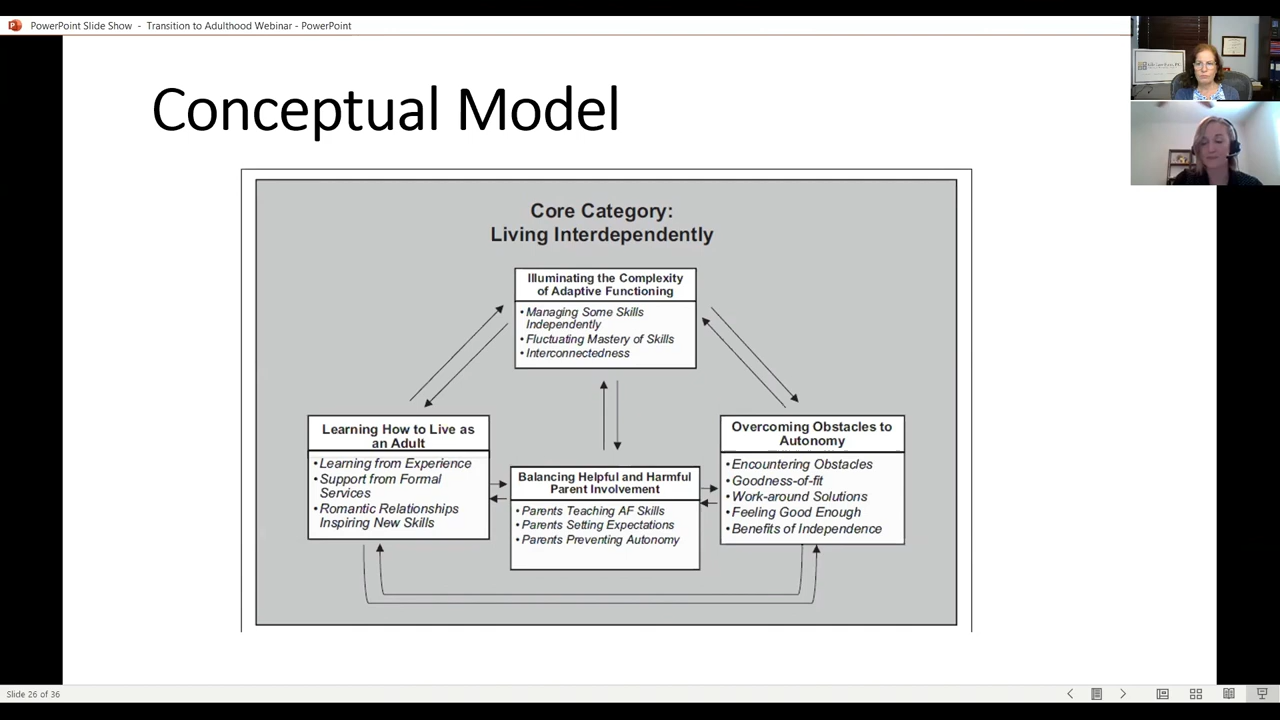 PowerPoint Slide Show - Transition to Adulthood Webinar - PowerPoint
Conceptual Model
Core Category:
Living Interdependently
Illuminating the Complexity
of Adaptive Functioning
• Managing Some Skills
Independently
• Fluctuating Mastery of Skills
• Interconnectedness
Learning How to Live as
an Adult
• Learning from Experience
• Support from Formal
Services
• Romantic Relationships
Inspiring New Skills
Balancing Helpful and Harmful
Parent Involvement
• Parents Teaching AF Skills
• Parents Setting Expectations
• Parents Preventing Autonomy
Overcoming Obstacles to
Autonomy
• Encountering Obstacles
• Goodness-of-fit
• Work-around Solutions
• Feeling Good Enough
• Benefits of Independence
Slide 26 of 36